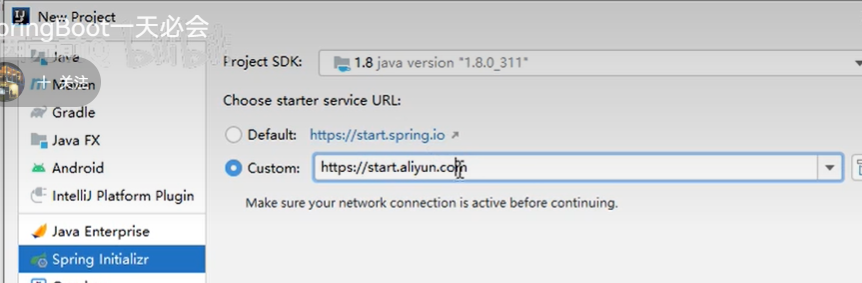 New Project
SpringBoot一天必会
bilibili
Java
Maven
+ 关注
Gradle
Java FX
Android
IntelliJ Platform Plugin
Java Enterprise
Spring Initializr
Project SDK:
1.8 java version "1.8.0_311"
Choose starter service URL:
Default: https://start.spring.io
Custom: https://start.aliyun.com
Make sure your network connection is active before continuing.